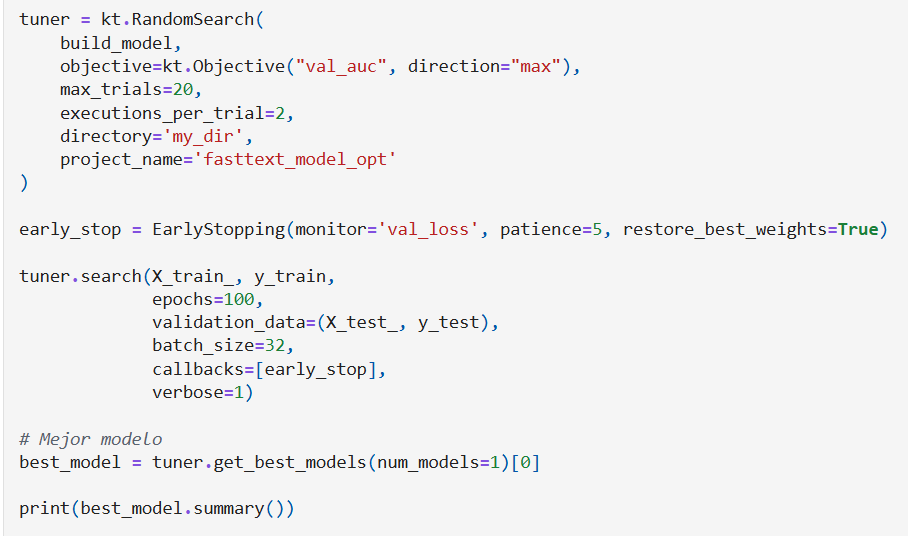 tuner = kt.RandomSearch(
    build_model,
    objective=kt.Objective("val_auc", direction="max"),
    max_trials=20,
    executions_per_trial=2,
    directory='my_dir',
    project_name='fasttext_model_opt'
)
early_stop = EarlyStopping(monitor='val_loss', patience=5, restore_best_weights=True)
tuner.search(X_train_, y_train,
             epochs=100,
             validation_data=(X_test_, y_test),
             batch_size=32,
             callbacks=[early_stop],
             verbose=1)
# Mejor modelo
best_model = tuner.get_best_models(num_models=1)[0]
print(best_model.summary())